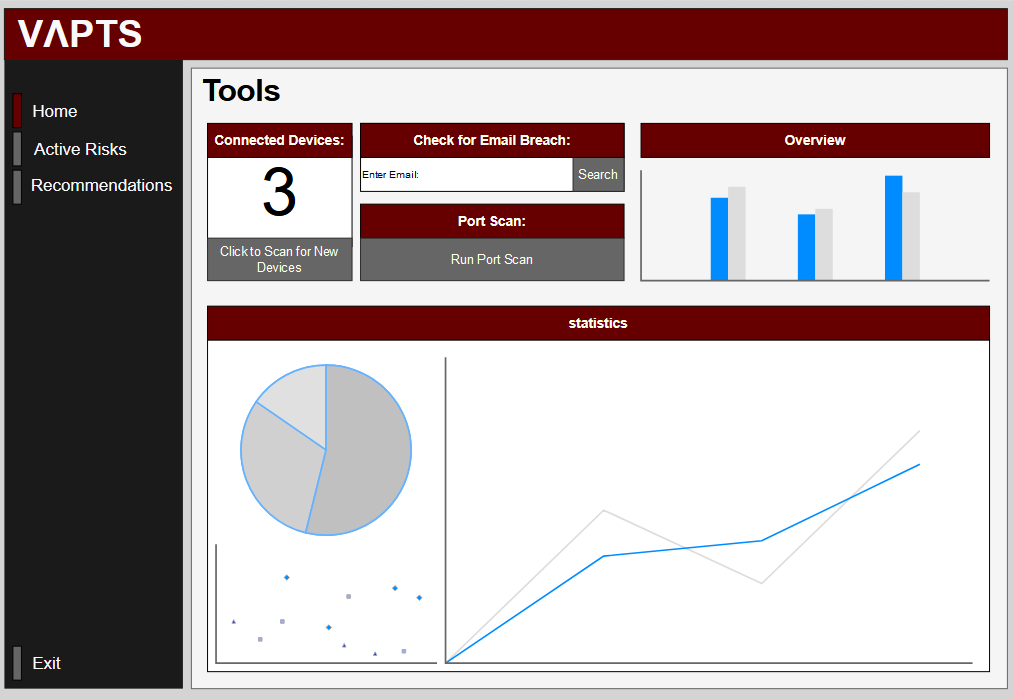 VΛPTS
Home
Active Risks
Recommendations
Exit
Tools
Connected Devices:
3
Click to Scan for New
Devices
Check for Email Breach:
Enter Email:
Search
Port Scan:
Run Port Scan
Overview
statistics